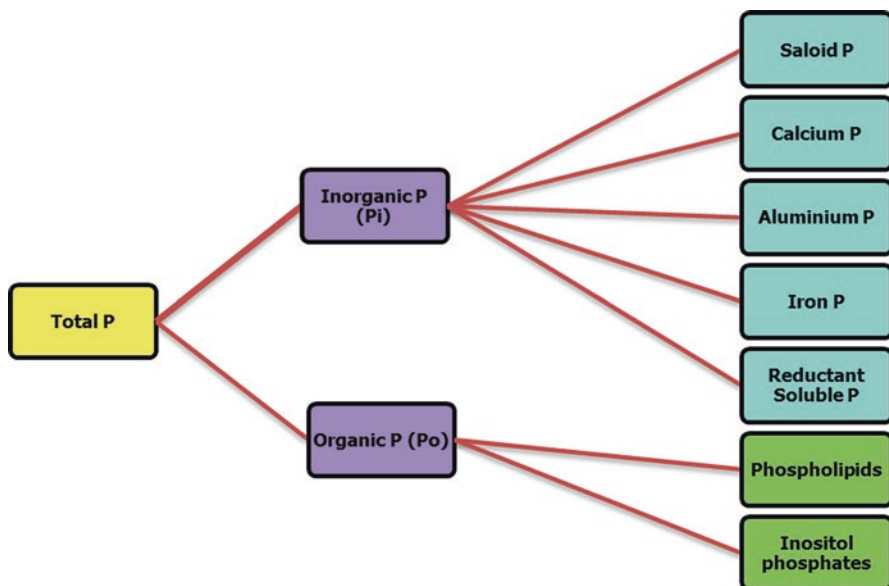 Total P
Inorganic P
(Pi)
Organic P (Po)
Saloid P
Calcium P
Aluminium P
Iron P
Reductant
Soluble P
Phospholipids
Inositol
phosphates